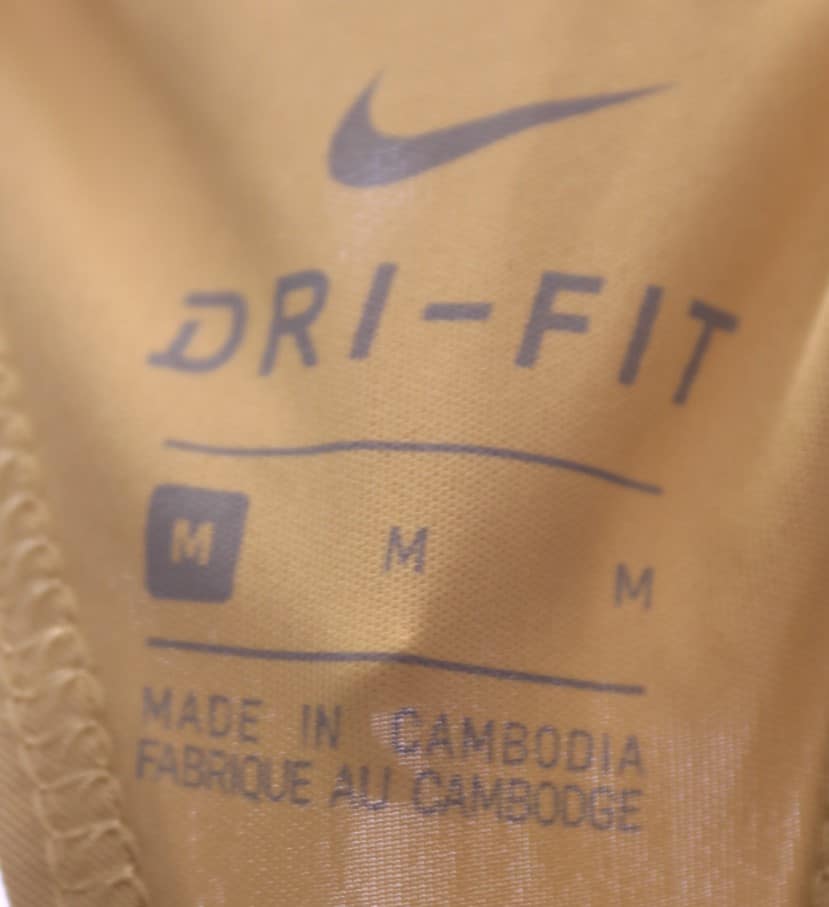 DRI-FIT
M M M
MADE IN CAMBODIA
FABRIQUE AU CAMBODGE